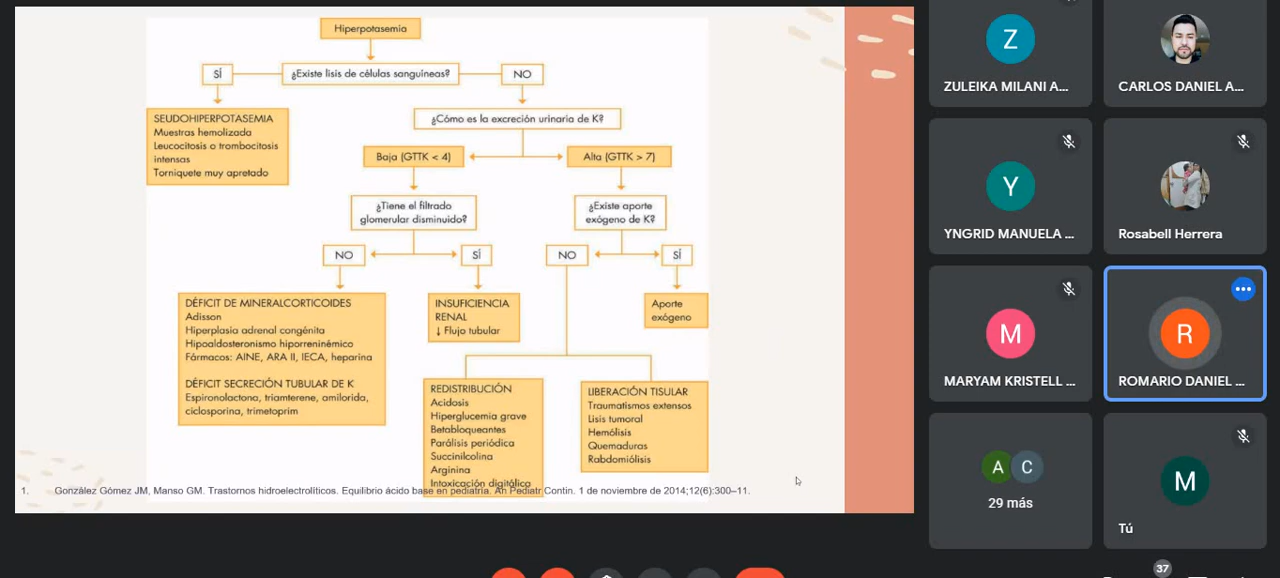 Hiperpotasemia
SÍ
¿Existe lisis de células sanguíneas?
NO
SEUDOHIPERPOTASEMIA
Muestras hemolizada
Leucocitosis o trombocitosis
intensas
Torniquete muy apretado
¿Cómo es la excreción urinaria de K?
Baja (GTTK < 4)
Alta (GTTK > 7)
¿Tiene el filtrado
glomerular disminuido?
¿Existe aporte
exógeno de K?
NO
SÍ
NO
SÍ
DÉFICIT DE MINERALCORTICOIDES
Adisson
Hiperplasia adrenal congénita
Hipoaldosteronismo hiporreninémico
Fármacos: AINE, ARA II, IECA, heparina
DÉFICIT SECRECIÓN TUBULAR DE K
Espironolactona, triamterene, amilorida,
ciclosporina, trimetoprim
INSUFICIENCIA
RENAL
↓ Flujo tubular
Aporte
exógeno
REDISTRIBUCIÓN
Acidosis
Hiperglucemia grave
Betabloqueantes
Parálisis periódica
Succinilcolina
Arginina
Intoxicación digitálica
LIBERACIÓN TISULAR
Traumatismos extensos
Lisis tumoral
Hemólisis
Quemaduras
Rabdomiólisis
1. González Gómez JM, Manso GM. Trastornos hidroelectrolíticos. Equilibrio ácido base en pediatría. An Pediatr Contin. 1 de noviembre de 2014;12(6):300–11.
Z
ZULEIKA MILANI A...
CARLOS DANIEL A...
Y
YNGRID MANUELA ...
Rosabell Herrera
M
MARYAM KRISTELL ...
R
ROMARIO DANIEL ...
A C
29 más
M
Tú
37